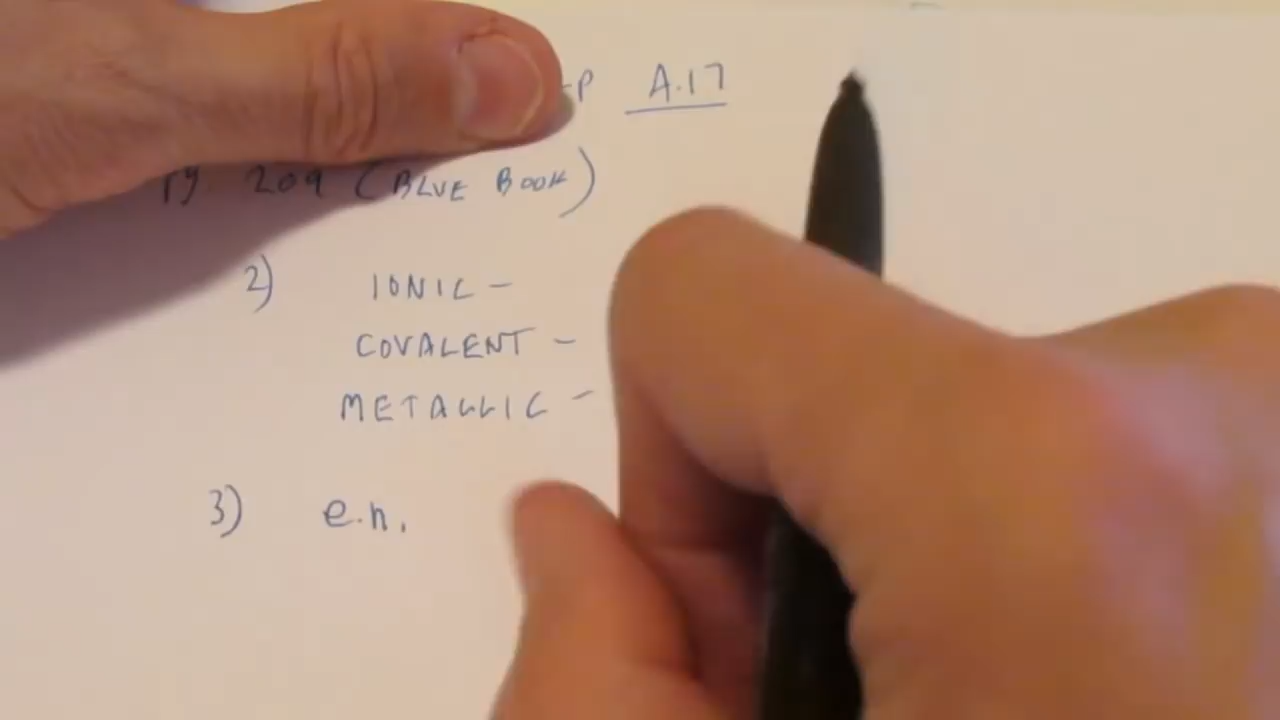 A.17
209 (BLUE BOOK)
2) IONIC -
COVALENT -
METALLIC -
3) e.n.